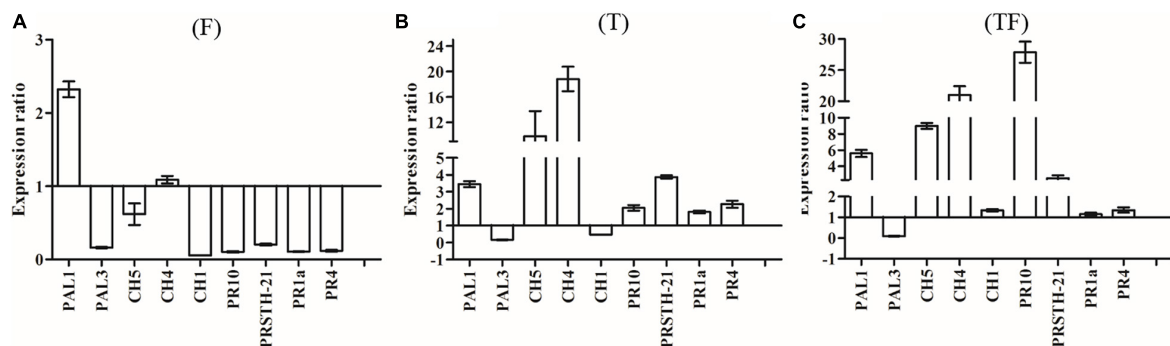 A
(F)
Expression ratio
3
2
1
0
PAL1
PAL3
CH5
CH4
CH1
PR10
PRSTH-21
PR1a
PR4
B
(T)
Expression ratio
24
20
16
12
5
4
3
2
1
0
-1
PAL1
PAL3
CH5
CH4
CH1
PR10
PRSTH-21
PR1a
PR4
C
(TF)
Expression ratio
30
25
20
10
8
6
4
2
1
0
-1
PAL1
PAL3
CH5
CH4
CH1
PR10
PRSTH-21
PR1a
PR4